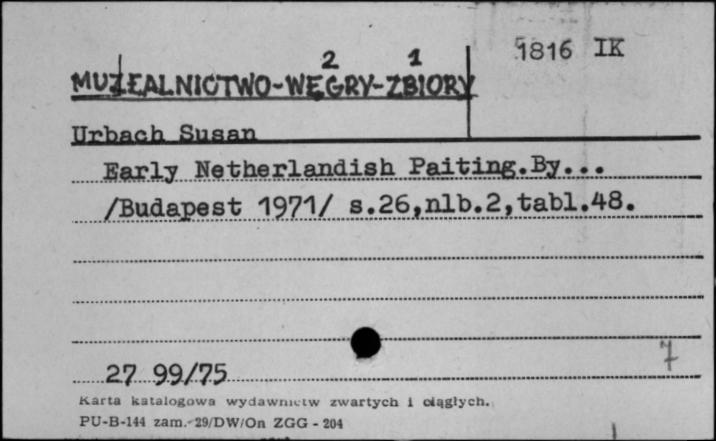 1816 IK
2 1
MUZEALNICTWO-WĘGRY-ZBIORY
Urbach Susan
Early Netherlandish Paiting.By...
/Budapest 1971/ s.26,nlb.2,tabl.48.
7
27 99/75
Karta katalogowa wydawnictw zwartych i ciągłych.
PU-B-144 zam. 29/DW/On ZGG - 204